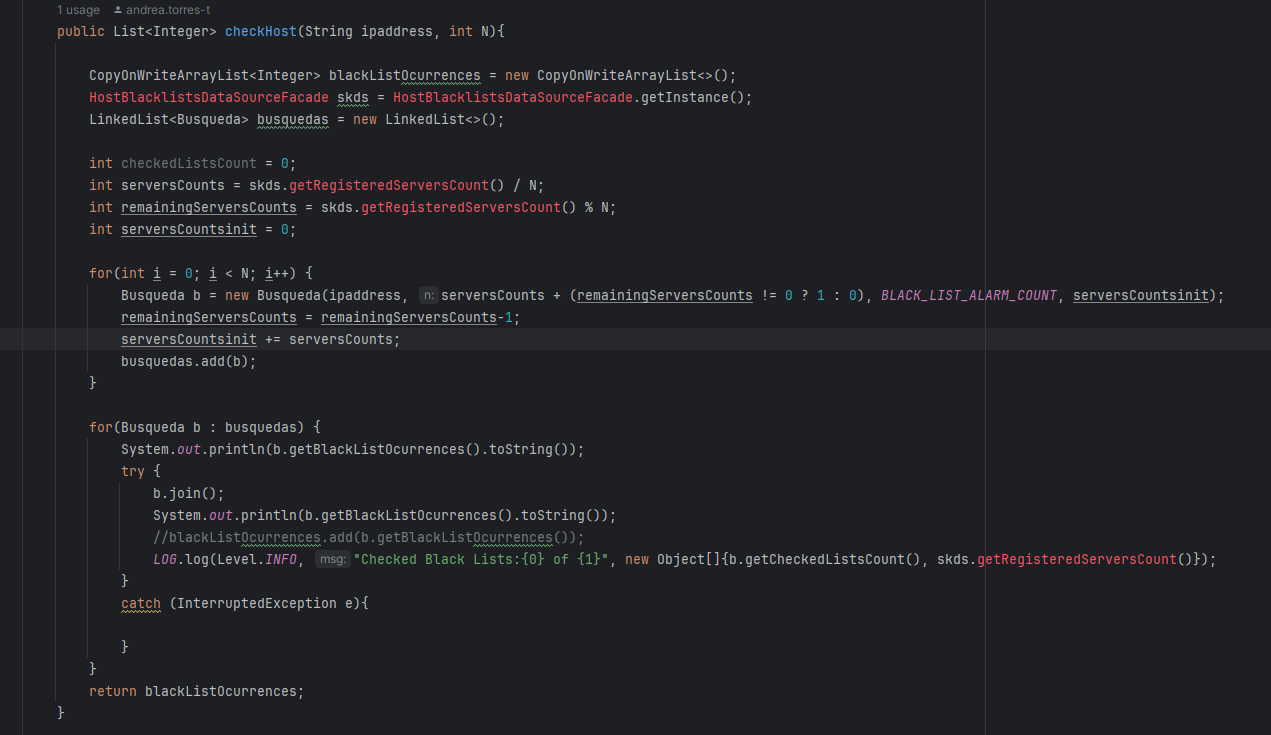 1 usage andrea.torres-t
public List<Integer> checkHost(String ipaddress, int N){
CopyOnWriteArrayList<Integer> blackListOcurrences = new CopyOnWriteArrayList<>();
HostBlacklistsDataSourceFacade skds = HostBlacklistsDataSourceFacade.getInstance();
LinkedList<Busqueda> busquedas = new LinkedList<>();
int checkedListsCount = 0;
int serversCounts = skds.getRegisteredServersCount() / N;
int remainingServersCounts = skds.getRegisteredServersCount() % N;
int serversCountsinit = 0;
for(int i = 0; i < N; i++) {
Busqueda b = new Busqueda(ipaddress, n: serversCounts + (remainingServersCounts != 0 ? 1 : 0), BLACK_LIST_ALARM_COUNT, serversCountsinit);
remainingServersCounts = remainingServersCounts-1;
serversCountsinit += serversCounts;
busquedas.add(b);
}
for(Busqueda b : busquedas) {
System.out.println(b.getBlackListOcurrences().toString());
try {
b.join();
System.out.println(b.getBlackListOcurrences().toString());
//blackListOcurrences.add(b.getBlackListOcurrences());
LOG.log(Level.INFO, msg: "Checked Black Lists:{0} of {1}", new Object[]{b.getCheckedListsCount(), skds.getRegisteredServersCount()});
}
catch (InterruptedException e){
}
}
return blackListOcurrences;
}